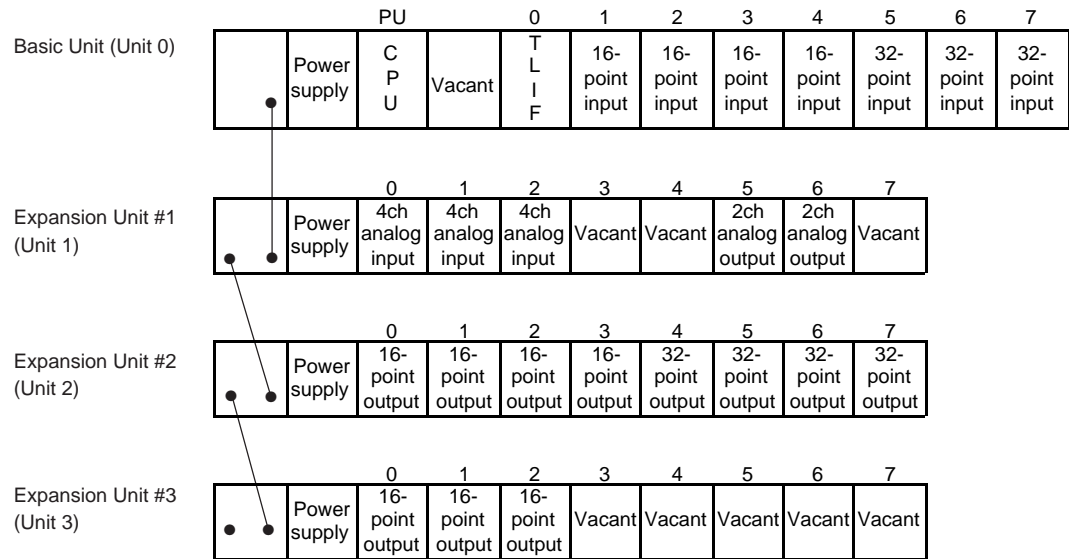 PU 0 1 2 3 4 5 6 7
Basic Unit (Unit 0)
Power supply
C P U
Vacant
T L I F
16-point input
16-point input
16-point input
16-point input
32-point input
32-point input
32-point input
0 1 2 3 4 5 6 7
Expansion Unit #1
(Unit 1)
Power supply
4ch analog input
4ch analog input
4ch analog input
Vacant
Vacant
2ch analog output
2ch analog output
Vacant
0 1 2 3 4 5 6 7
Expansion Unit #2
(Unit 2)
Power supply
16-point output
16-point output
16-point output
16-point output
32-point output
32-point output
32-point output
32-point output
0 1 2 3 4 5 6 7
Expansion Unit #3
(Unit 3)
Power supply
16-point output
16-point output
16-point output
Vacant
Vacant
Vacant
Vacant
Vacant